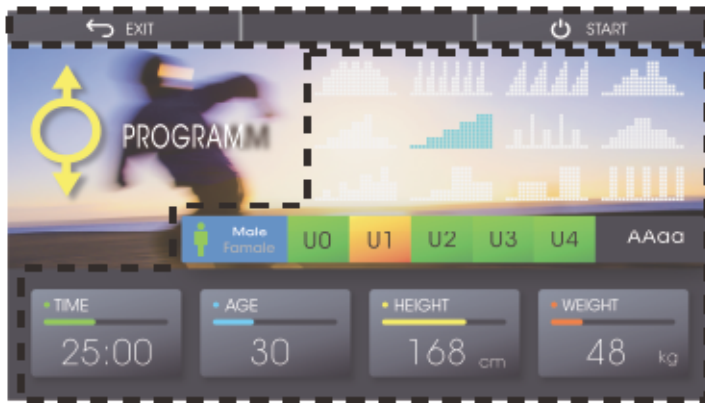 EXIT START
PROGRAMM
Male
Famale
U0 U1 U2 U3 U4 AAaa
TIME AGE HEIGHT WEIGHT
25:00 30 168 cm 48 kg